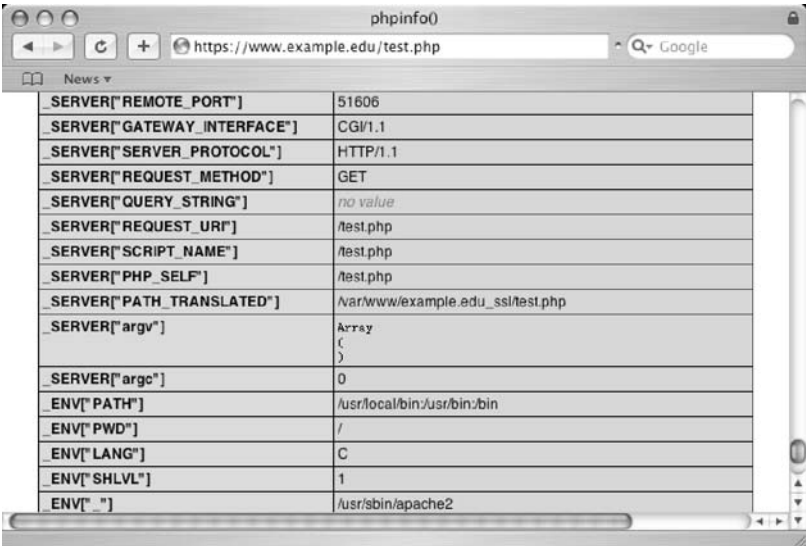 phpinfo()
https://www.example.edu/test.php
Google
News
_SERVER["REMOTE_PORT"] 51606
_SERVER["GATEWAY_INTERFACE"] CGI/1.1
_SERVER["SERVER_PROTOCOL"] HTTP/1.1
_SERVER["REQUEST_METHOD"] GET
_SERVER["QUERY_STRING"] no value
_SERVER["REQUEST_URI"] /test.php
_SERVER["SCRIPT_NAME"] /test.php
_SERVER["PHP_SELF"] /test.php
_SERVER["PATH_TRANSLATED"] /var/www/example.edu_ssl/test.php
_SERVER["argv"] Array
(
)
_SERVER["argc"] 0
_ENV["PATH"] /usr/local/bin:/usr/bin:/bin
_ENV["PWD"] /
_ENV["LANG"] C
_ENV["SHLVL"] 1
_ENV["_"] /usr/sbin/apache2